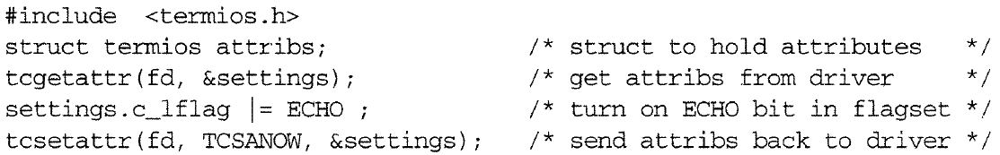 #include <termios.h>
struct termios attribs; /* struct to hold attributes */
tcgetattr(fd, &settings); /* get attribs from driver */
settings.c_lflag |= ECHO ; /* turn on ECHO bit in flagset */
tcsetattr(fd, TCSANOW, &settings); /* send attribs back to driver */